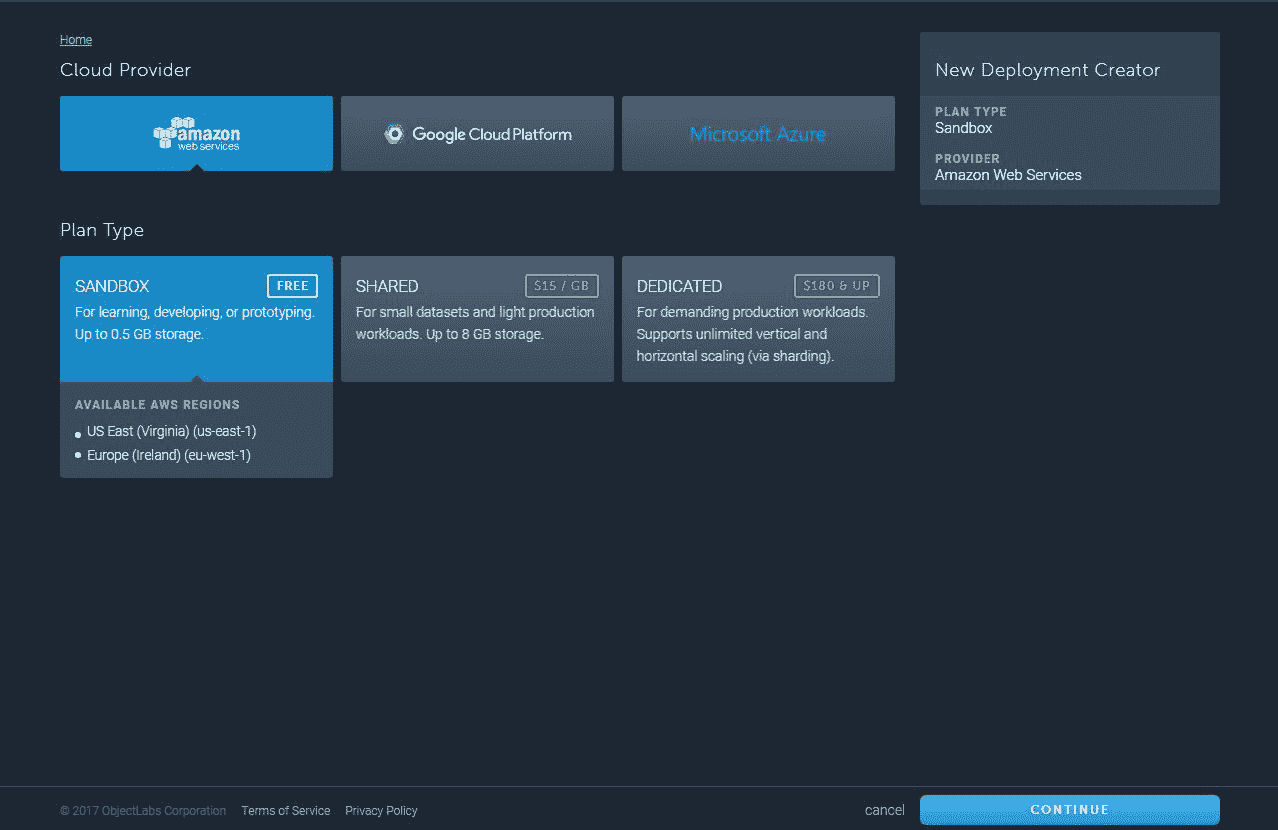 Home
Cloud Provider
amazon
web services
Google Cloud Platform
Microsoft Azure
Plan Type
SANDBOX
FREE
For learning, developing, or prototyping.
Up to 0.5 GB storage.
AVAILABLE AWS REGIONS
US East (Virginia) (us-east-1)
Europe (Ireland) (eu-west-1)
SHARED
$15 / GB
For small datasets and light production
workloads. Up to 8 GB storage.
DEDICATED
$180 & UP
For demanding production workloads.
Supports unlimited vertical and
horizontal scaling (via sharding).
New Deployment Creator
PLAN TYPE
Sandbox
PROVIDER
Amazon Web Services
© 2017 ObjectLabs Corporation
Terms of Service
Privacy Policy
cancel
CONTINUE